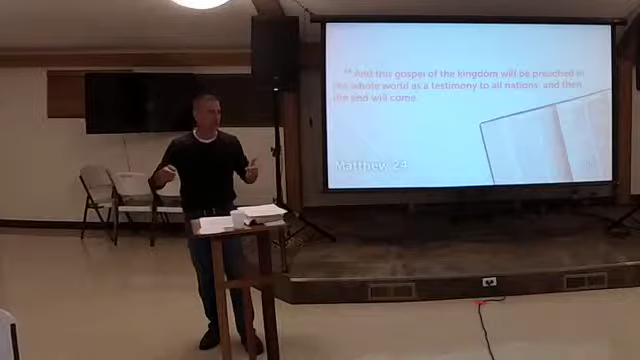 14 And this gospel of the kingdom will be preached in
the whole world as a testimony to all nations, and then
the end will come.
Matthew 24